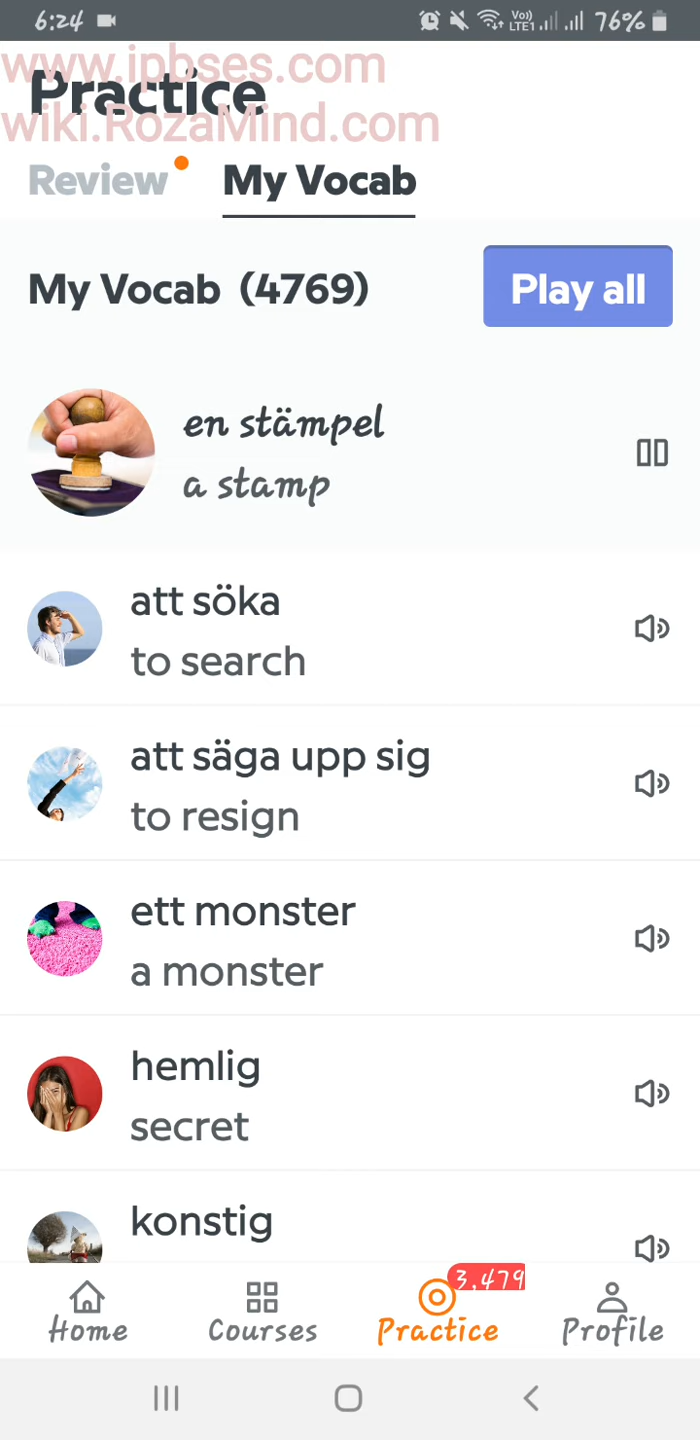 6:24
Vo))
LTE1
76%
www.ipbses.com
Practice
wiki.RozaMind.com
Review
My Vocab
My Vocab (4769)
Play all
en stämpel
a stamp
att söka
to search
att säga upp sig
to resign
ett monster
a monster
hemlig
secret
konstig
3,479
Home
Courses
Practice
Profile